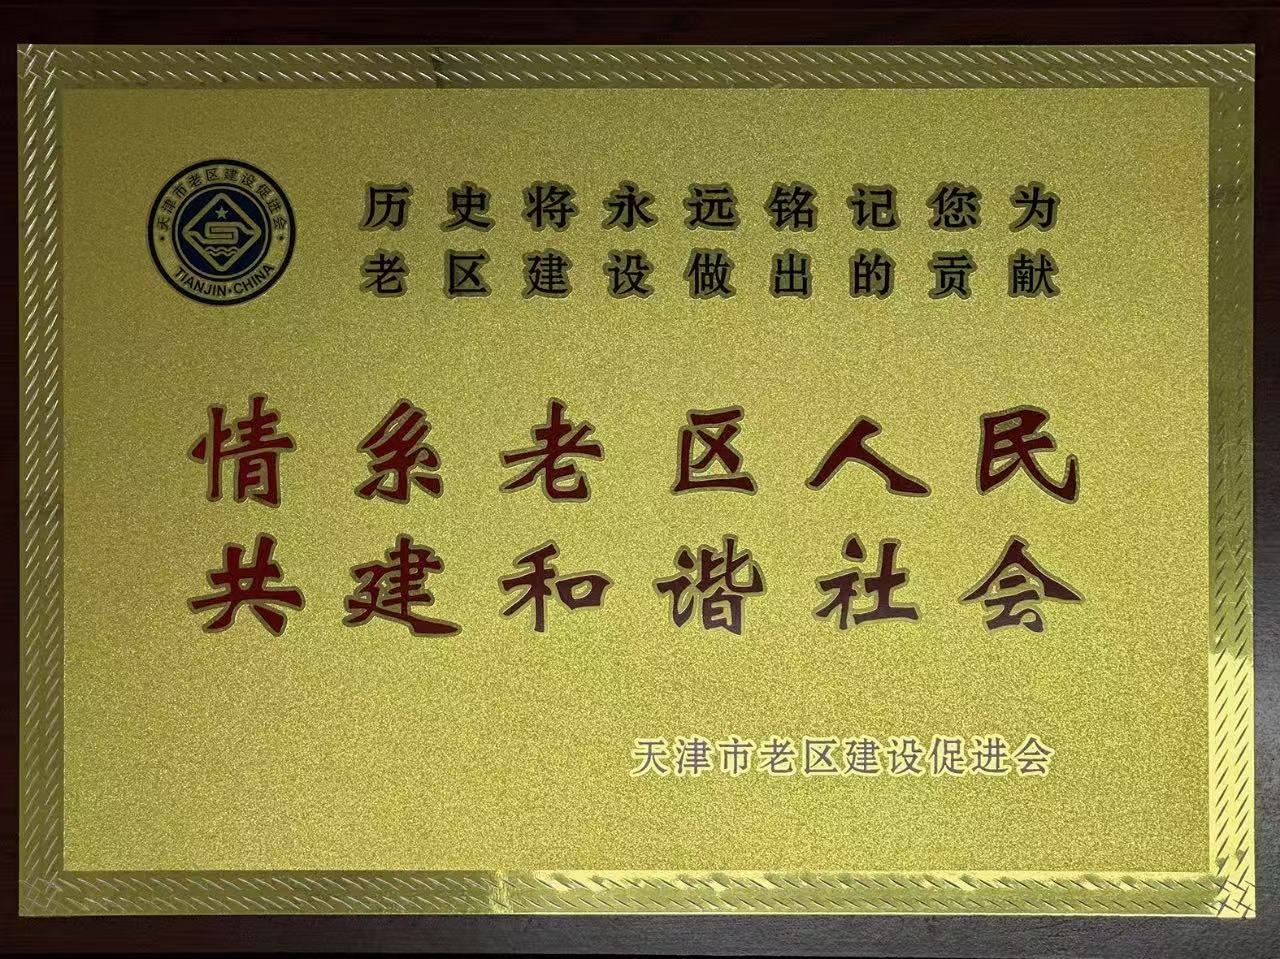 天津市老区建设促进会
TIANJIN·CHINA
历史将永远铭记您为
老区建设做出的贡献
情系老区人民
共建和谐社会
天津市老区建设促进会